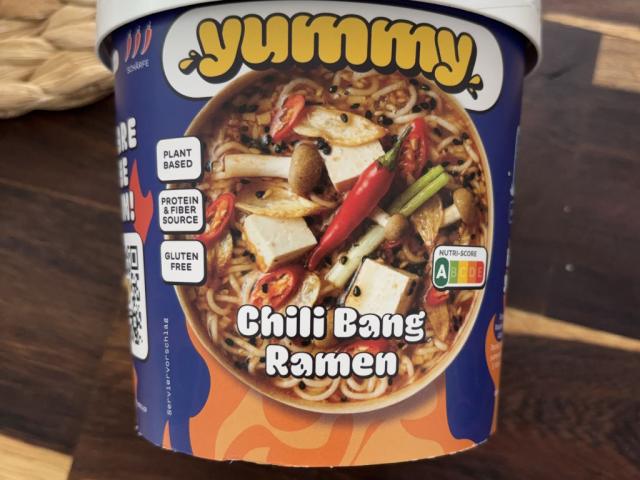 yummy
SCHÄRFE
PLANT
BASED
PROTEIN
& FIBER
SOURCE
GLUTEN
FREE
NUTRI-SCORE
A B C D E
Chili Bang
Ramen
Serviervorschlag